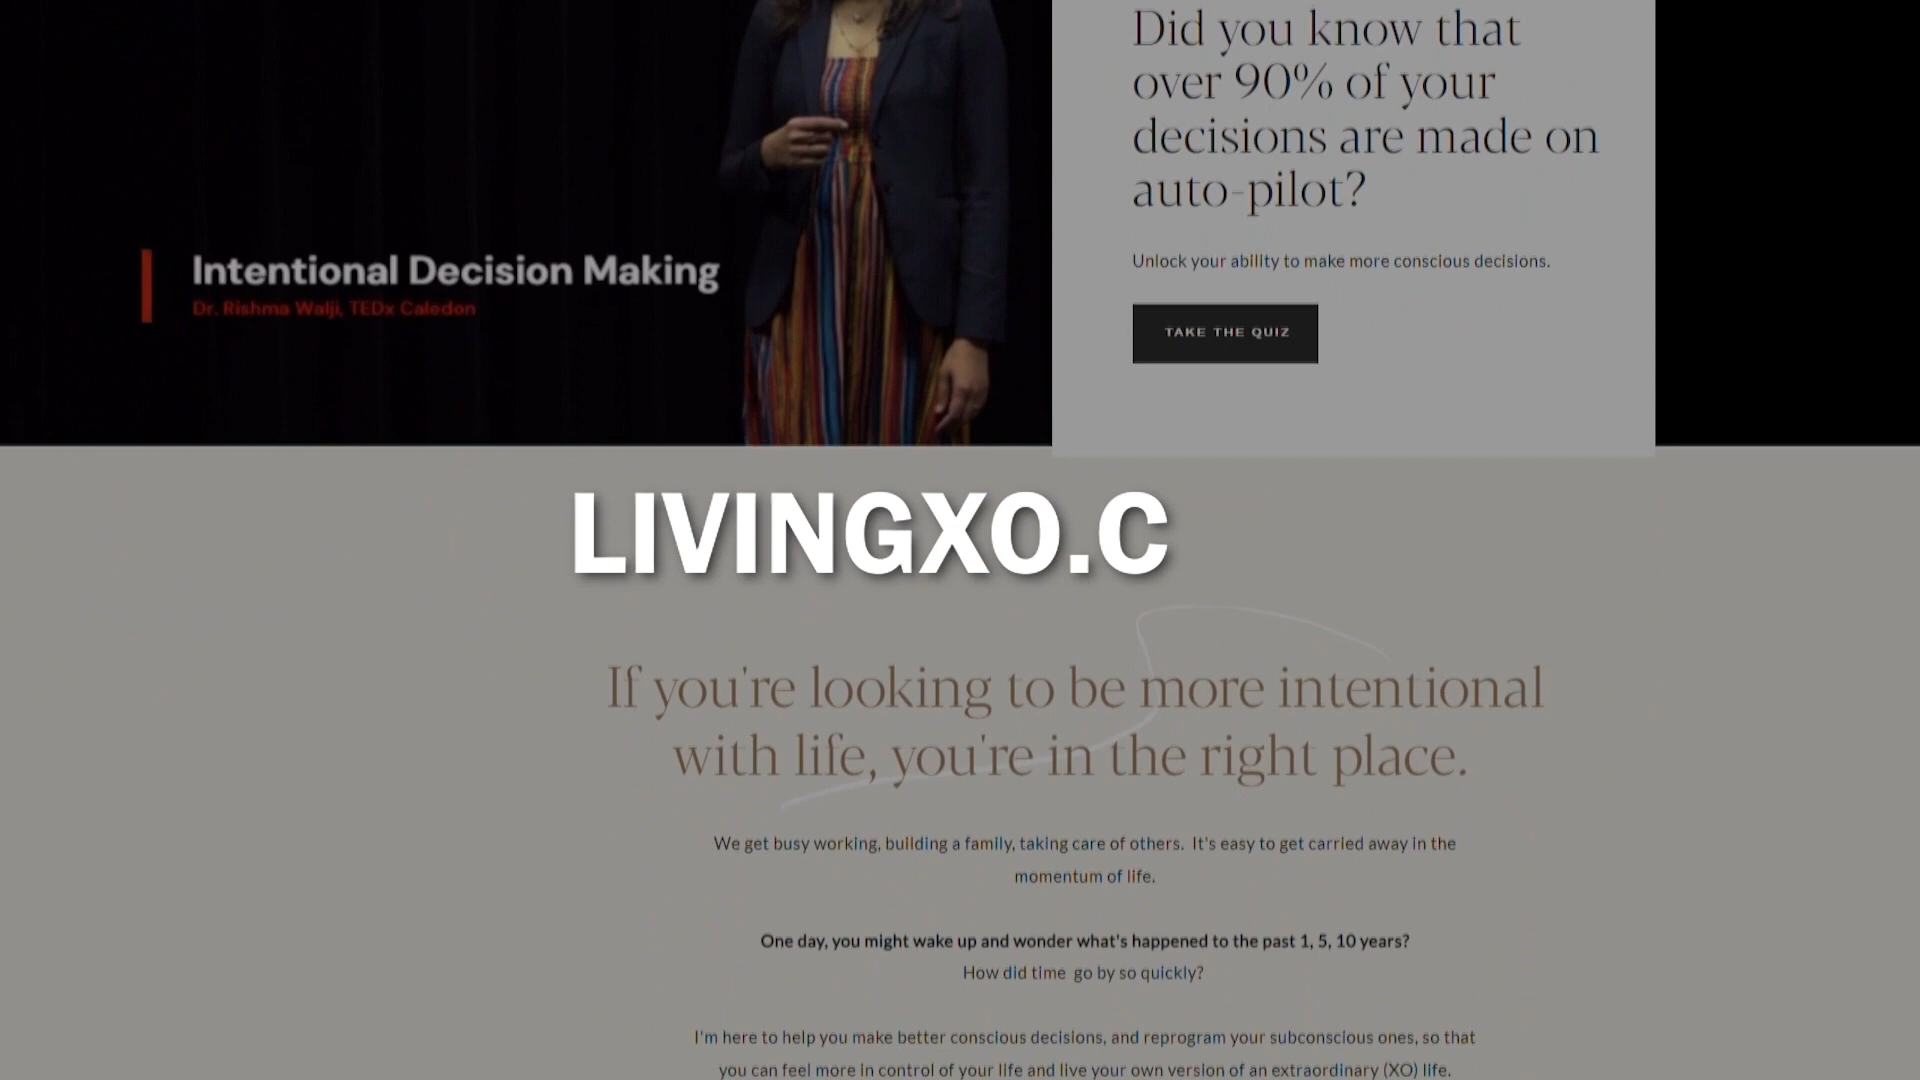 Did you know that
over 90% of your
decisions are made on
auto-pilot?
Unlock your ability to make more conscious decisions.
TAKE THE QUIZ
Intentional Decision Making
Dr. Rishma Walji, TEDx Caledon
LIVINGXO.C
If you're looking to be more intentional
with life, you're in the right place.
We get busy working, building a family, taking care of others. It's easy to get carried away in the
momentum of life.
One day, you might wake up and wonder what's happened to the past 1, 5, 10 years?
How did time go by so quickly?
I'm here to help you make better conscious decisions, and reprogram your subconscious ones, so that
you can feel more in control of your life and live your own version of an extraordinary (XO) life.